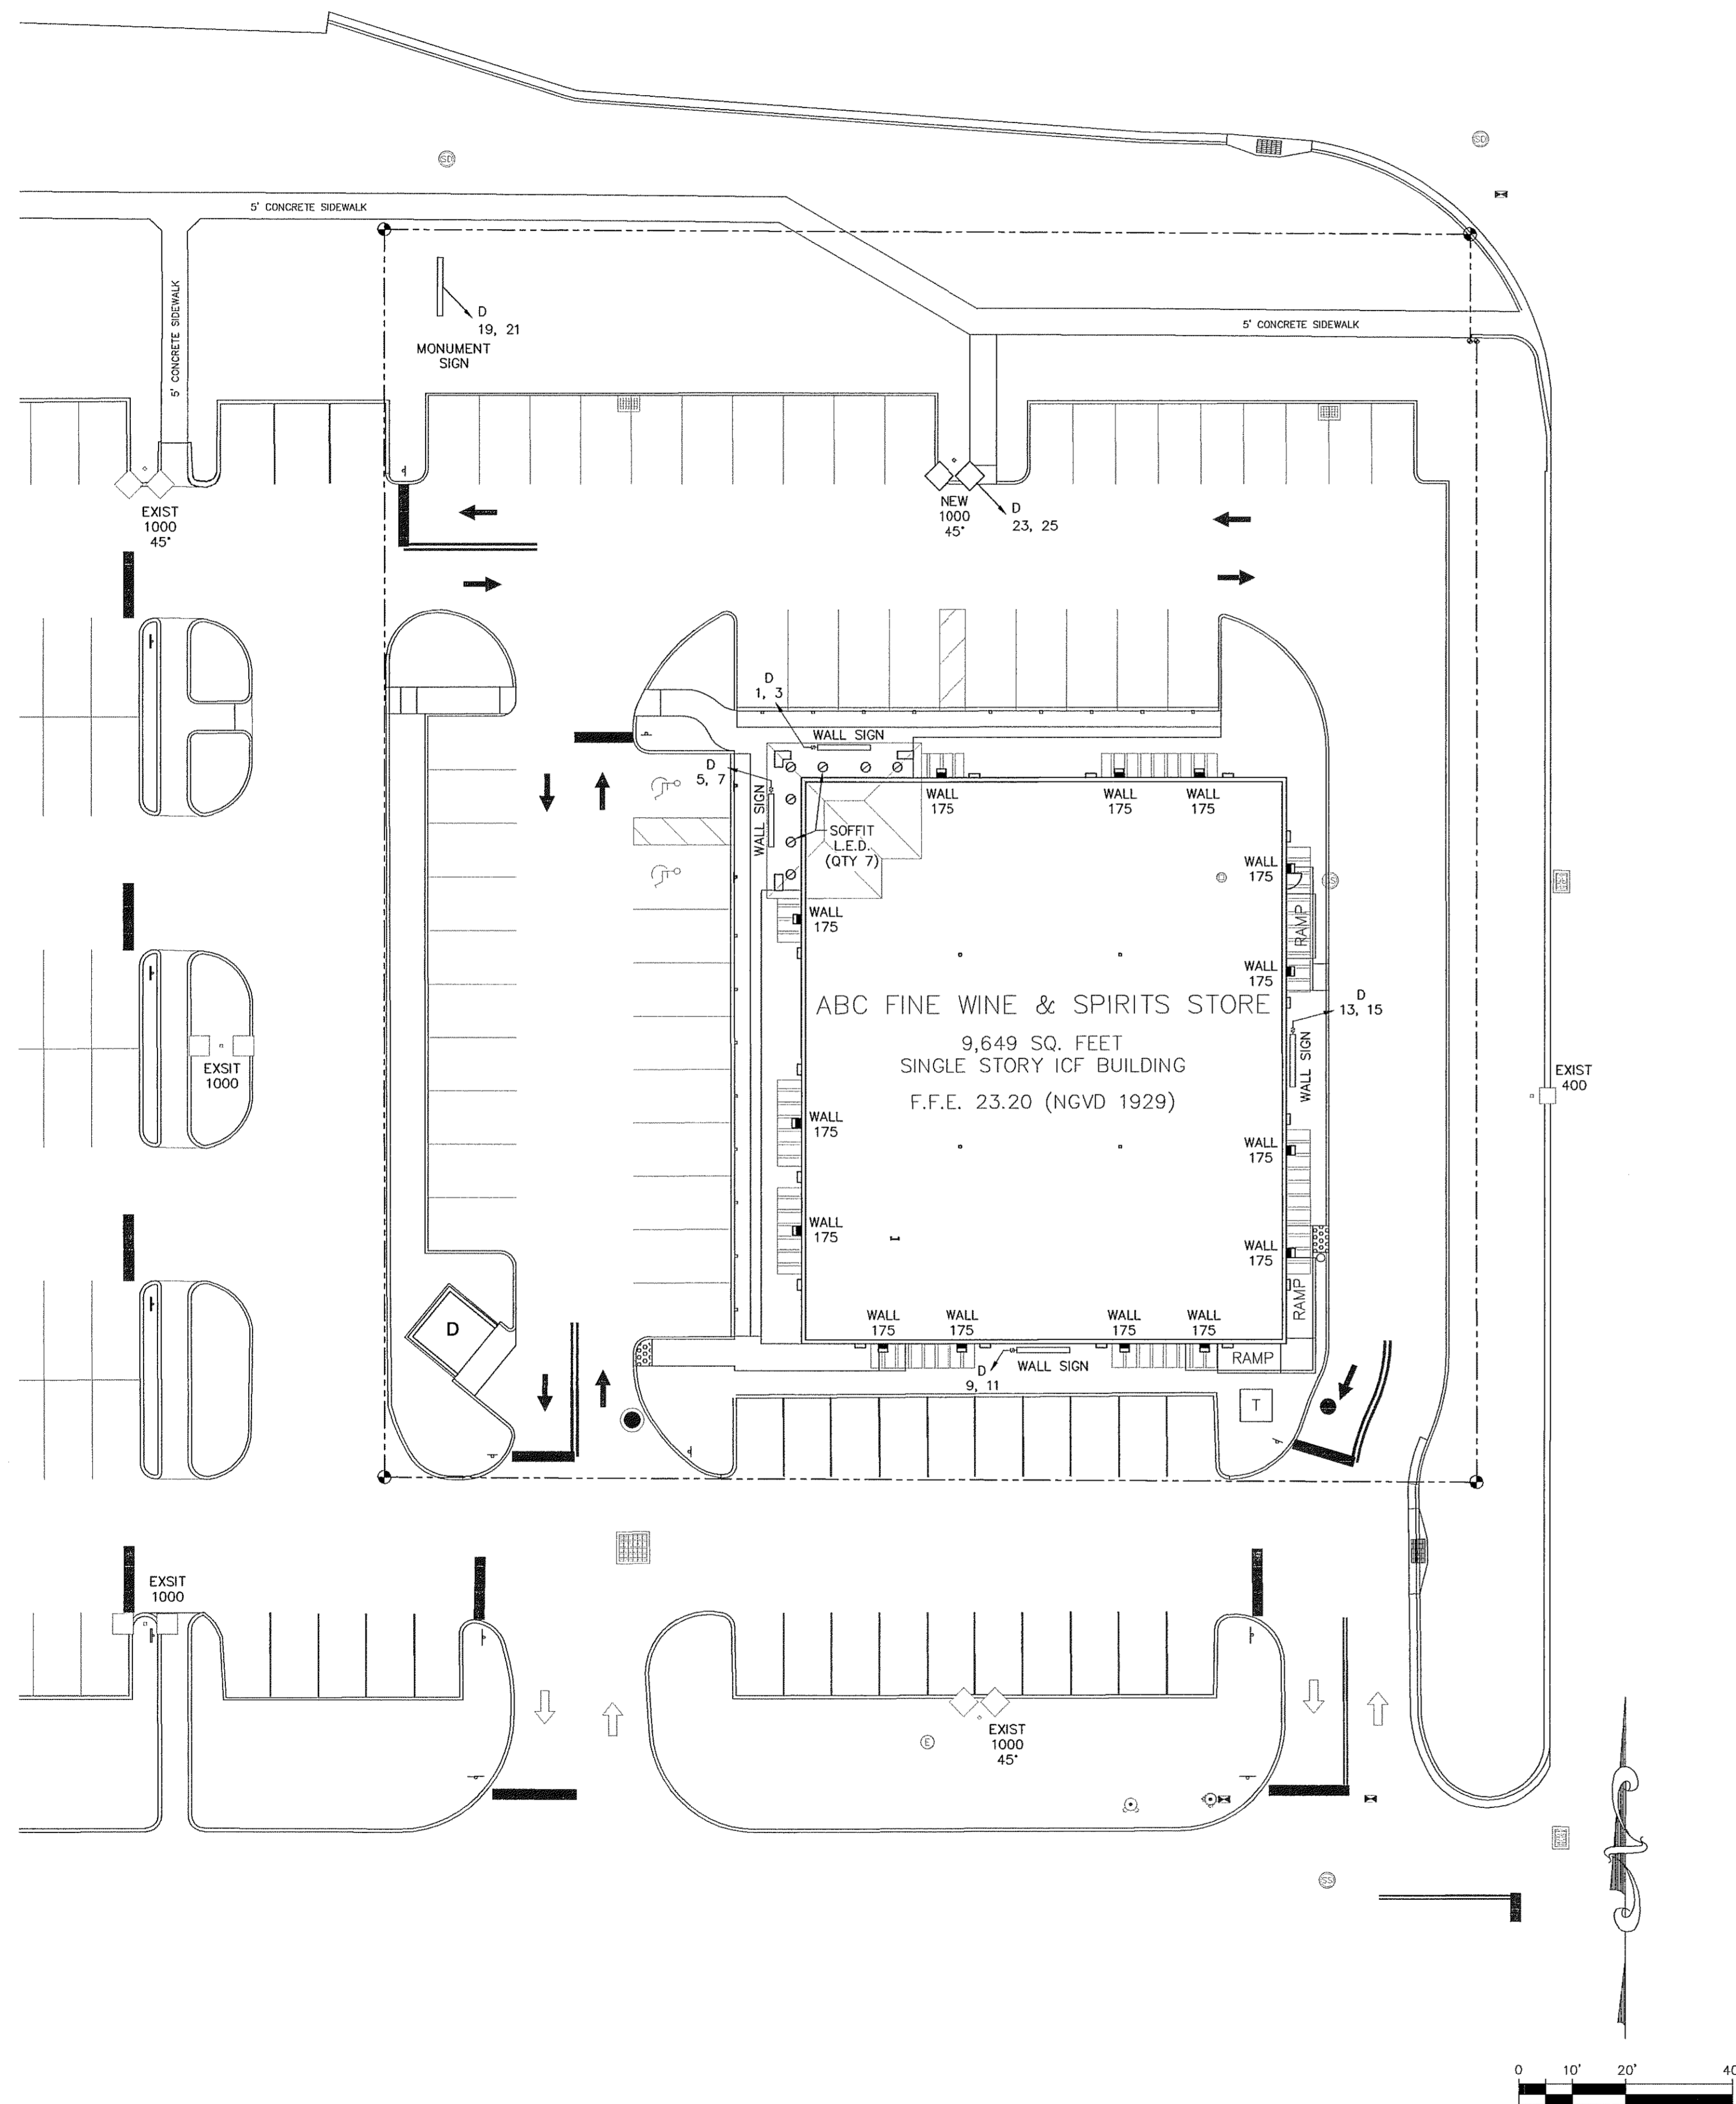 SD
SD
5' CONCRETE SIDEWALK
5' CONCRETE SIDEWALK
5' CONCRETE SIDEWALK
D
19, 21
MONUMENT
SIGN
EXIST
1000
45°
NEW
1000
45°
D
23, 25
D
1, 3
WALL SIGN
D
5, 7
WALL SIGN
SOFFIT
L.E.D.
(QTY 7)
WALL
175
WALL
175
WALL
175
WALL
175
WALL
175
RAMP
WALL
175
ABC FINE WINE & SPIRITS STORE
9,649 SQ. FEET
SINGLE STORY ICF BUILDING
F.F.E. 23.20 (NGVD 1929)
D
13, 15
WALL SIGN
EXSIT
1000
EXIST
400
WALL
175
WALL
175
WALL
175
WALL
175
RAMP
WALL
175
WALL
175
WALL
175
WALL
175
D
RAMP
WALL SIGN
D
9, 11
T
EXSIT
1000
EXIST
1000
45°
E
SS
0 10' 20' 40